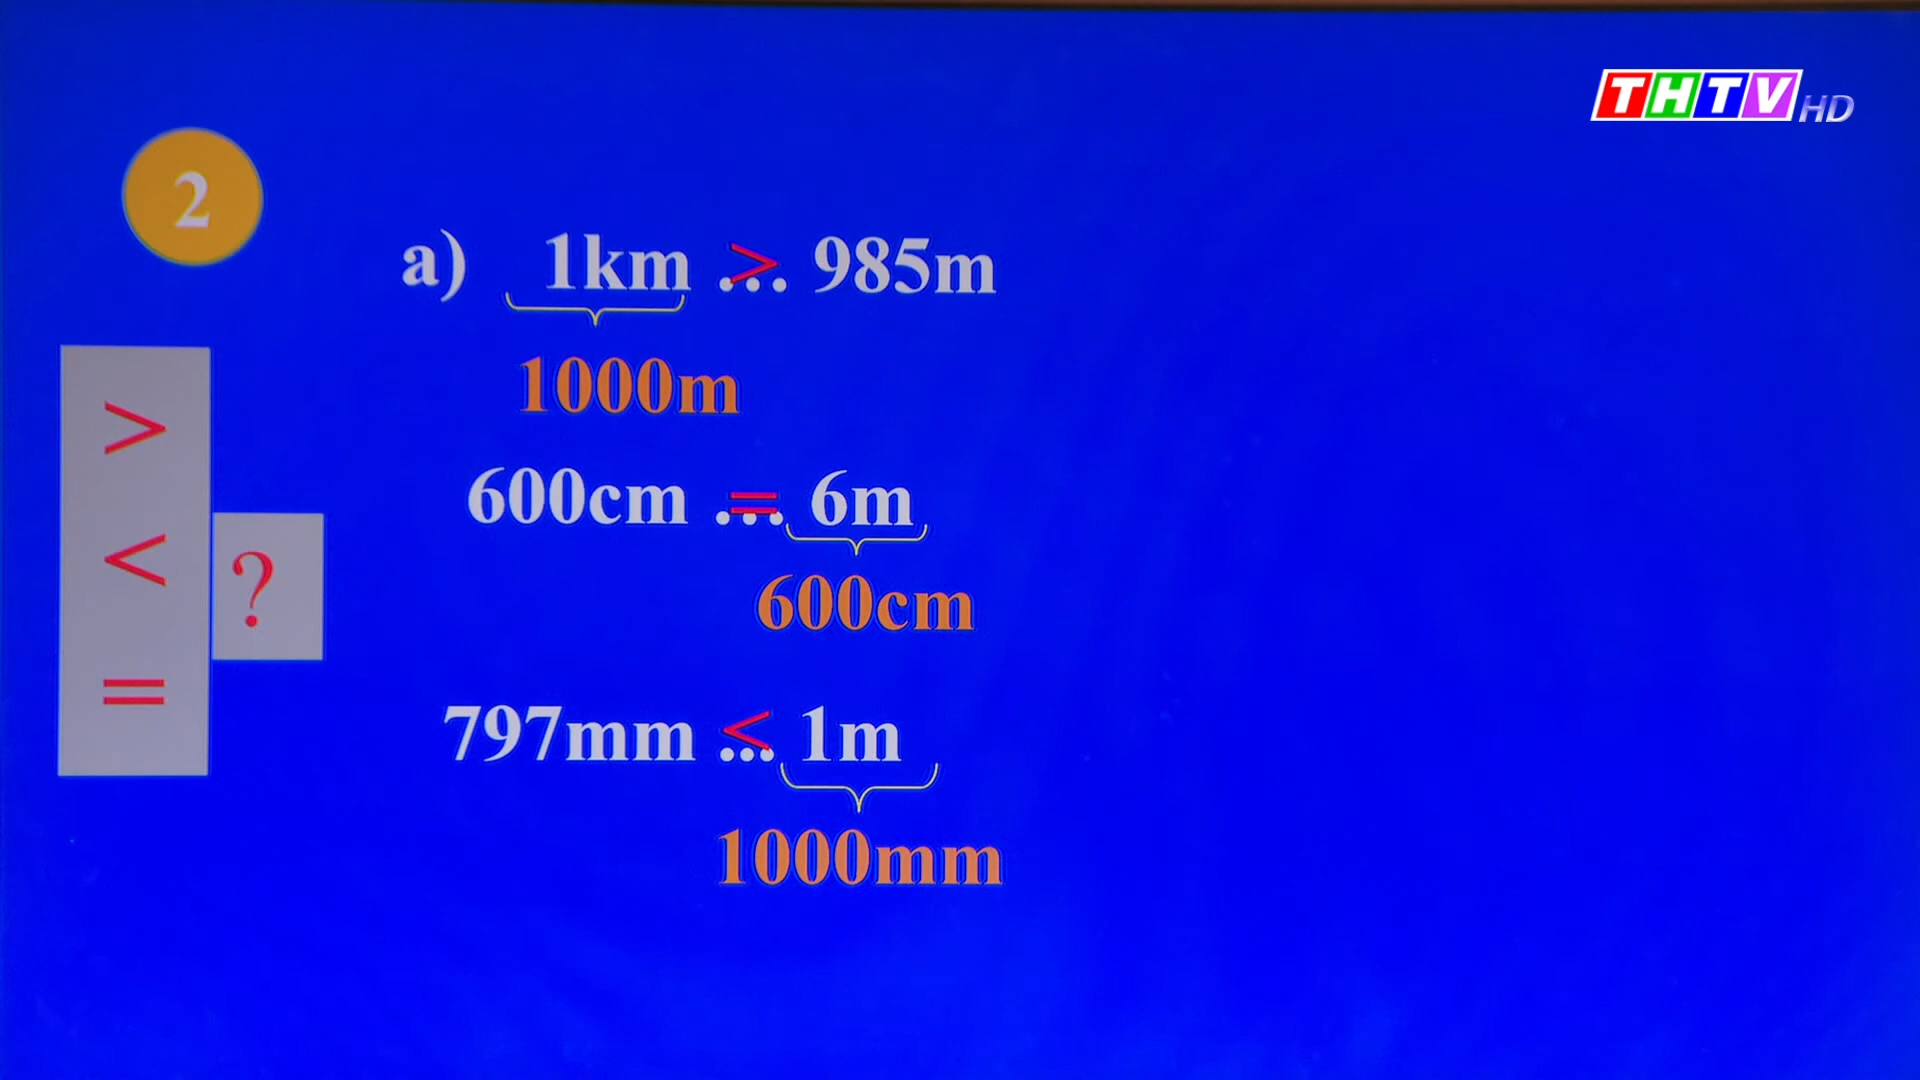 THTV HD
2
a) 1km ... > 985m
1000m
>
600cm ... = 6m
<
?
600cm
=
797mm ... < 1m
1000mm